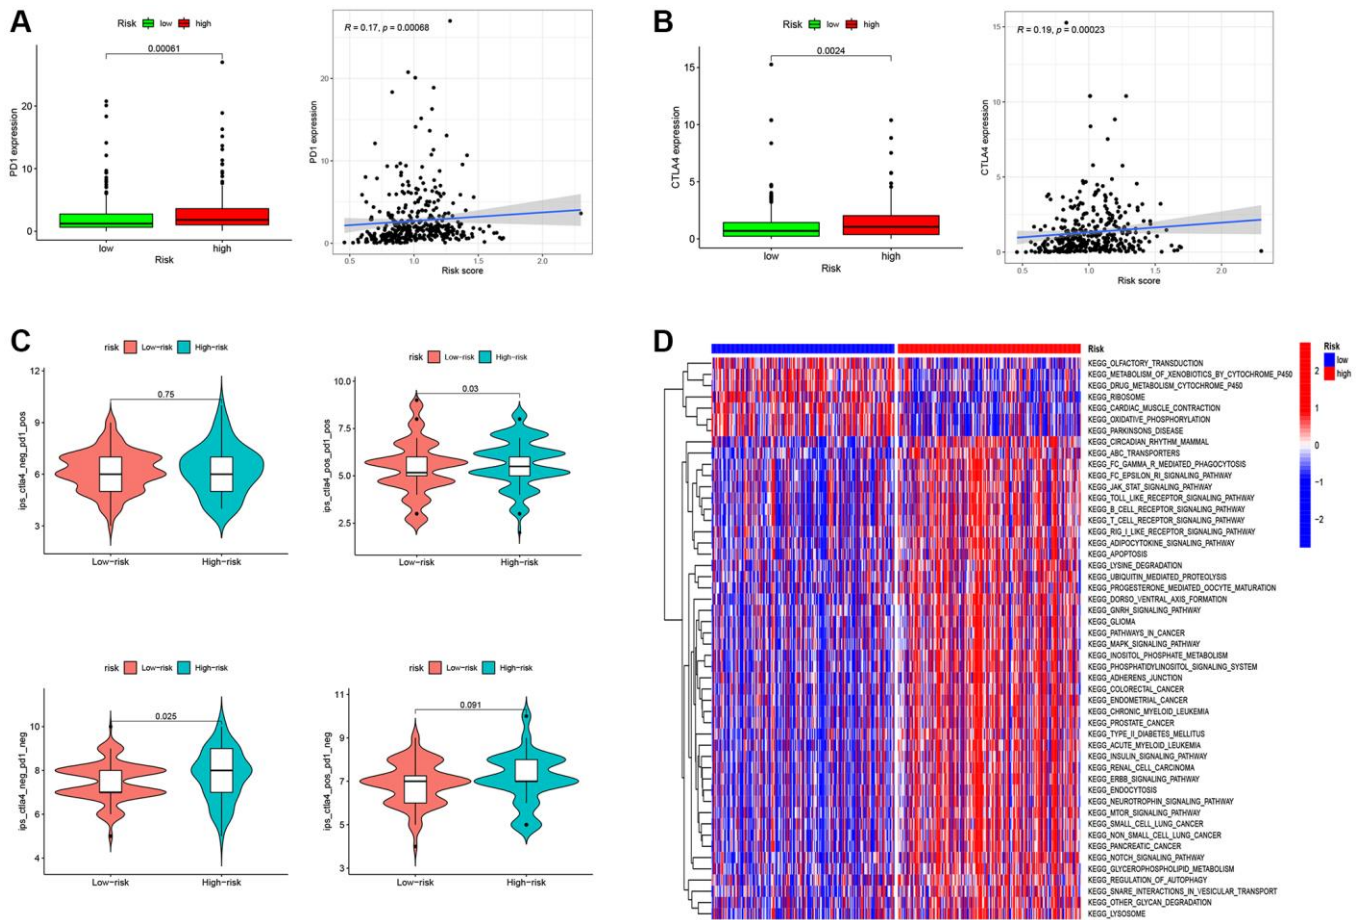 A
Risk low high
0.00061
PD1 expression
20
10
0
low
high
Risk
R = 0.17, p = 0.00068
PD1 expression
20
10
0
0.5
1.0
1.5
2.0
Risk score
B
Risk low high
0.0024
CTLA4 expression
15
10
5
0
low
high
Risk
R = 0.19, p = 0.00023
CTLA4 expression
15
10
5
0
0.5
1.0
1.5
2.0
Risk score
C
risk Low-risk High-risk
0.75
ips_ctla4_neg_pd1_pos
12
9
6
3
Low-risk
High-risk
risk Low-risk High-risk
0.03
ips_ctla4_pos_pd1_pos
10.0
7.5
5.0
2.5
Low-risk
High-risk
risk Low-risk High-risk
0.025
ips_ctla4_neg_pd1_neg
10
8
6
4
Low-risk
High-risk
risk Low-risk High-risk
0.091
ips_ctla4_pos_pd1_neg
11
9
7
5
3
Low-risk
High-risk
D
Risk
KEGG_OLFACTORY_TRANSDUCTION
KEGG_METABOLISM_OF_XENOBIOTICS_BY_CYTOCHROME_P450
KEGG_DRUG_METABOLISM_CYTOCHROME_P450
KEGG_RIBOSOME
KEGG_CARDIAC_MUSCLE_CONTRACTION
KEGG_OXIDATIVE_PHOSPHORYLATION
KEGG_PARKINSONS_DISEASE
KEGG_CIRCADIAN_RHYTHM_MAMMAL
KEGG_ABC_TRANSPORTERS
KEGG_FC_GAMMA_R_MEDIATED_PHAGOCYTOSIS
KEGG_FC_EPSILON_RI_SIGNALING_PATHWAY
KEGG_JAK_STAT_SIGNALING_PATHWAY
KEGG_TOLL_LIKE_RECEPTOR_SIGNALING_PATHWAY
KEGG_B_CELL_RECEPTOR_SIGNALING_PATHWAY
KEGG_T_CELL_RECEPTOR_SIGNALING_PATHWAY
KEGG_RIG_I_LIKE_RECEPTOR_SIGNALING_PATHWAY
KEGG_ADIPOCYTOKINE_SIGNALING_PATHWAY
KEGG_APOPTOSIS
KEGG_LYSINE_DEGRADATION
KEGG_UBIQUITIN_MEDIATED_PROTEOLYSIS
KEGG_PROGESTERONE_MEDIATED_OOCYTE_MATURATION
KEGG_DORSO_VENTRAL_AXIS_FORMATION
KEGG_GNRH_SIGNALING_PATHWAY
KEGG_GLIOMA
KEGG_PATHWAYS_IN_CANCER
KEGG_MAPK_SIGNALING_PATHWAY
KEGG_INOSITOL_PHOSPHATE_METABOLISM
KEGG_PHOSPHATIDYLINOSITOL_SIGNALING_SYSTEM
KEGG_ADHERENS_JUNCTION
KEGG_COLORECTAL_CANCER
KEGG_ENDOMETRIAL_CANCER
KEGG_CHRONIC_MYELOID_LEUKEMIA
KEGG_PROSTATE_CANCER
KEGG_TYPE_II_DIABETES_MELLITUS
KEGG_ACUTE_MYELOID_LEUKEMIA
KEGG_INSULIN_SIGNALING_PATHWAY
KEGG_RENAL_CELL_CARCINOMA
KEGG_ERBB_SIGNALING_PATHWAY
KEGG_ENDOCYTOSIS
KEGG_NEUROTROPHIN_SIGNALING_PATHWAY
KEGG_MTOR_SIGNALING_PATHWAY
KEGG_SMALL_CELL_LUNG_CANCER
KEGG_NON_SMALL_CELL_LUNG_CANCER
KEGG_PANCREATIC_CANCER
KEGG_NOTCH_SIGNALING_PATHWAY
KEGG_GLYCEROPHOSPHOLIPID_METABOLISM
KEGG_REGULATION_OF_AUTOPHAGY
KEGG_SNARE_INTERACTIONS_IN_VESICULAR_TRANSPORT
KEGG_OTHER_GLYCAN_DEGRADATION
KEGG_LYSOSOME
2
1
0
−1
−2
Risk
low
high